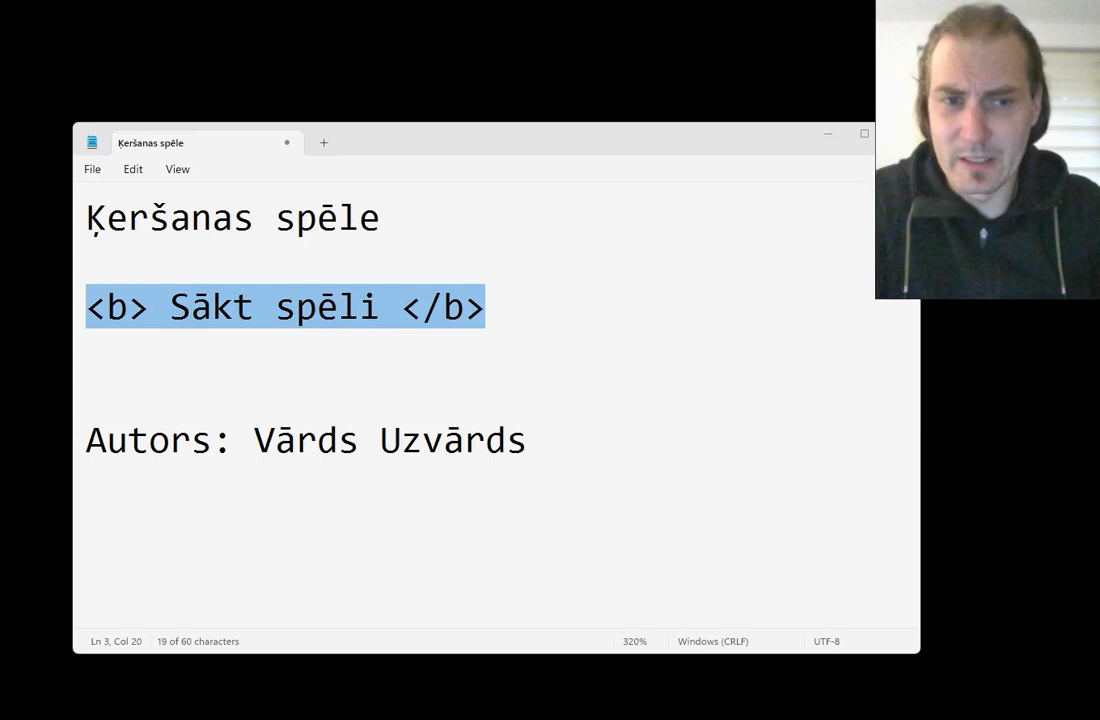 Ķeršanas spēle
File Edit View
Ķeršanas spēle
<b> Sākt spēli </b>
Autors: Vārds Uzvārds
Ln 3, Col 20 19 of 60 characters 320% Windows (CRLF) UTF-8